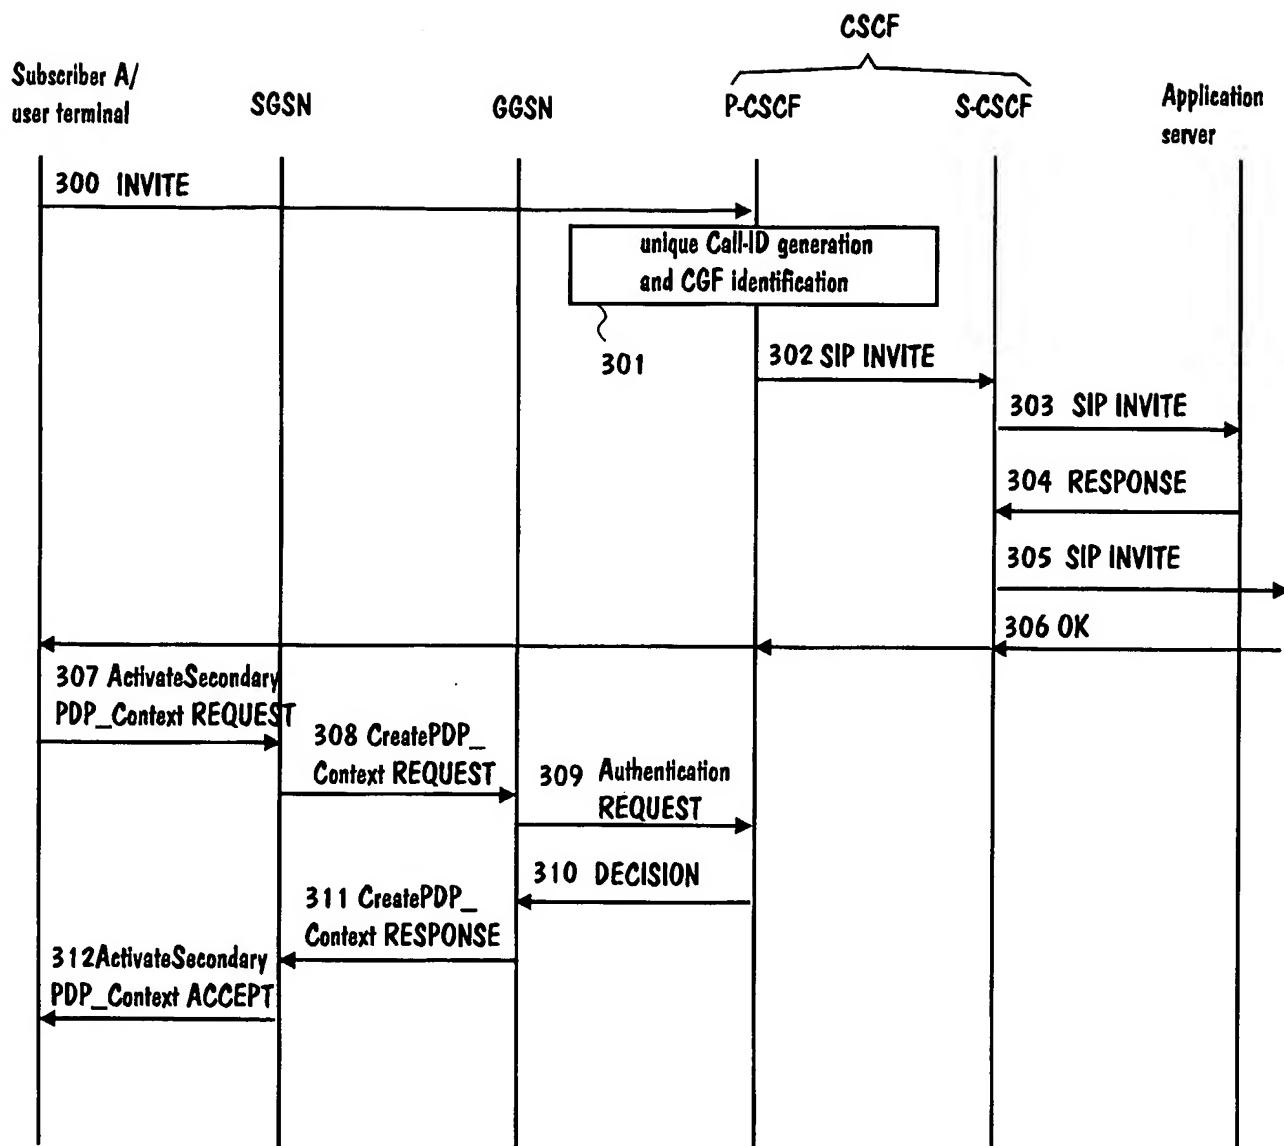 CSCF
Subscriber A/
user terminal
SGSN
GGSN
P-CSCF
S-CSCF
Application
server
300 INVITE
unique Call-ID generation
and CGF identification
301
302 SIP INVITE
303 SIP INVITE
304 RESPONSE
305 SIP INVITE
306 OK
307 ActivateSecondary
PDP_Context REQUEST
308 CreatePDP_
Context REQUEST
309 Authentication
REQUEST
310 DECISION
311 CreatePDP_
Context RESPONSE
312ActivateSecondary
PDP_Context ACCEPT